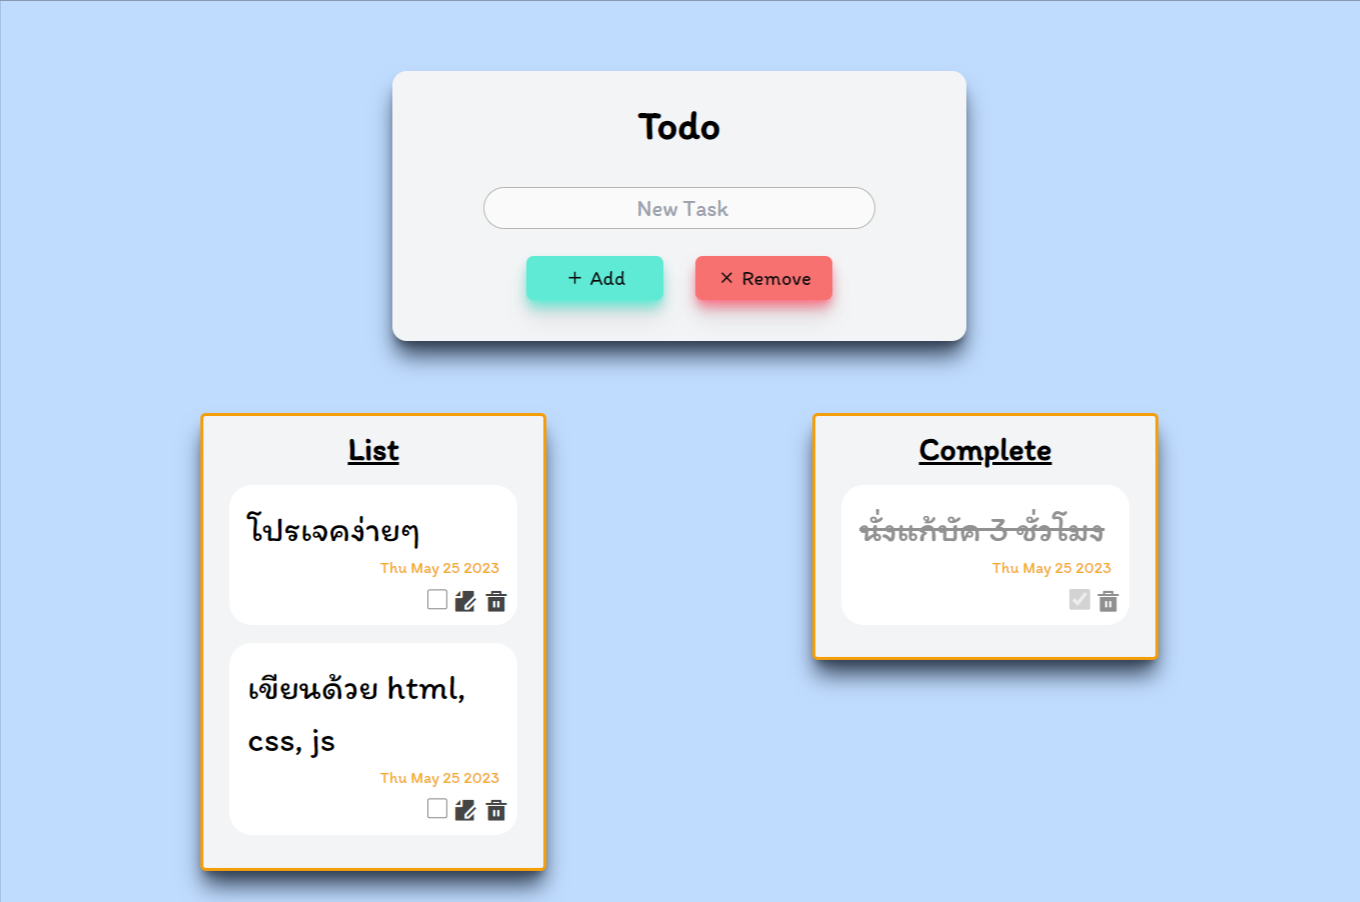 Todo
New Task
+ Add
× Remove
List
โปรเจคง่ายๆ
Thu May 25 2023
เขียนด้วย html,
css, js
Thu May 25 2023
Complete
นั่งแก้บัค 3 ชั่วโมง
Thu May 25 2023